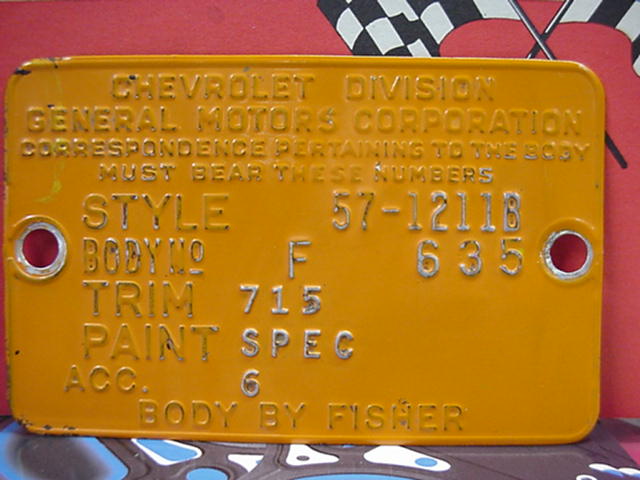 CHEVROLET DIVISION
GENERAL MOTORS CORPORATION
CORRESPONDENCE PERTAINING TO THE BODY
MUST BEAR THESE NUMBERS
STYLE 57-1211B
BODY NO F 635
TRIM 715
PAINT SPEC
ACC. 6
BODY BY FISHER